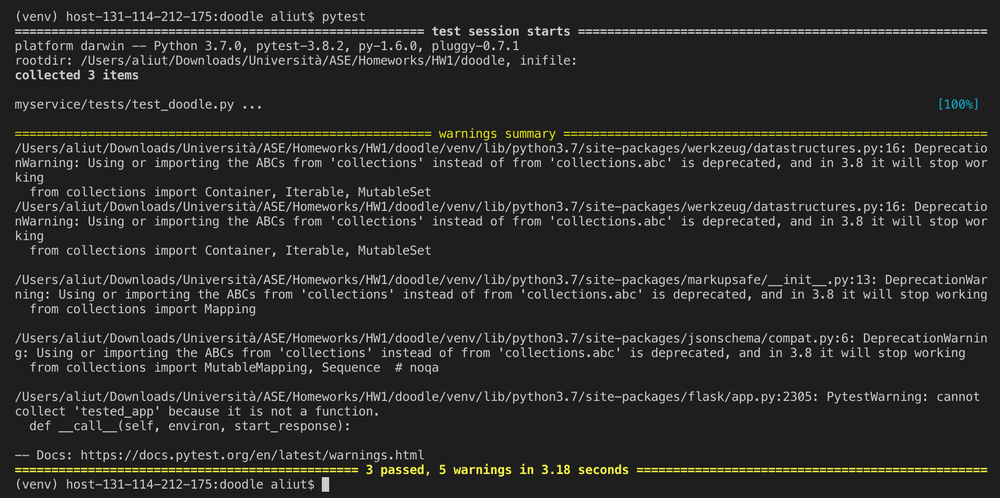 (venv) host-131-114-212-175:doodle aliut$ pytest
======================================================== test session starts ========================================================
platform darwin -- Python 3.7.0, pytest-3.8.2, py-1.6.0, pluggy-0.7.1
rootdir: /Users/aliut/Downloads/Università/ASE/Homeworks/HW1/doodle, inifile:
collected 3 items
myservice/tests/test_doodle.py ... [100%]
========================================================= warnings summary ==========================================================
/Users/aliut/Downloads/Università/ASE/Homeworks/HW1/doodle/venv/lib/python3.7/site-packages/werkzeug/datastructures.py:16: Deprecatio
nWarning: Using or importing the ABCs from 'collections' instead of from 'collections.abc' is deprecated, and in 3.8 it will stop wor
king
  from collections import Container, Iterable, MutableSet
/Users/aliut/Downloads/Università/ASE/Homeworks/HW1/doodle/venv/lib/python3.7/site-packages/werkzeug/datastructures.py:16: Deprecatio
nWarning: Using or importing the ABCs from 'collections' instead of from 'collections.abc' is deprecated, and in 3.8 it will stop wor
king
  from collections import Container, Iterable, MutableSet
/Users/aliut/Downloads/Università/ASE/Homeworks/HW1/doodle/venv/lib/python3.7/site-packages/markupsafe/__init__.py:13: DeprecationWar
ning: Using or importing the ABCs from 'collections' instead of from 'collections.abc' is deprecated, and in 3.8 it will stop working
  from collections import Mapping
/Users/aliut/Downloads/Università/ASE/Homeworks/HW1/doodle/venv/lib/python3.7/site-packages/jsonschema/compat.py:6: DeprecationWarnin
g: Using or importing the ABCs from 'collections' instead of from 'collections.abc' is deprecated, and in 3.8 it will stop working
  from collections import MutableMapping, Sequence  # noqa
/Users/aliut/Downloads/Università/ASE/Homeworks/HW1/doodle/venv/lib/python3.7/site-packages/flask/app.py:2305: PytestWarning: cannot
collect 'tested_app' because it is not a function.
  def __call__(self, environ, start_response):
-- Docs: https://docs.pytest.org/en/latest/warnings.html
=============================================== 3 passed, 5 warnings in 3.18 seconds ================================================
(venv) host-131-114-212-175:doodle aliut$